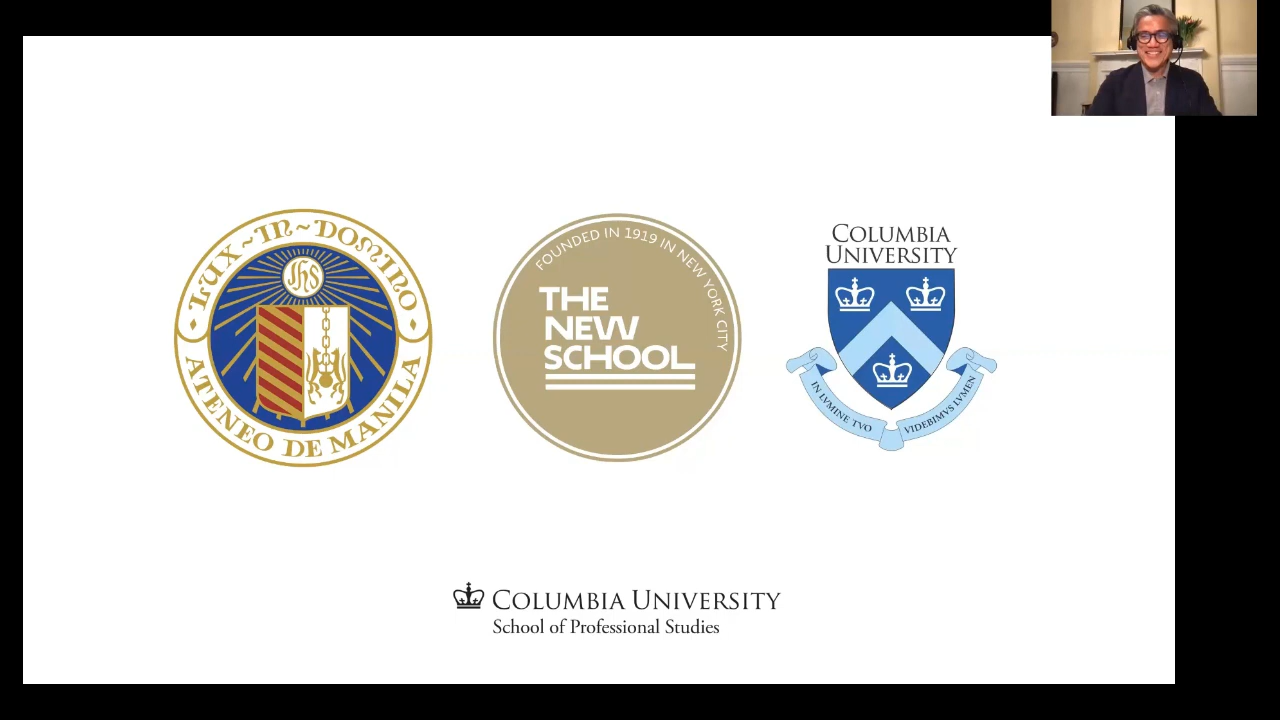 LUX~IN~DOMINO
ATENEO DE MANILA
JHS
FOUNDED IN 1919 IN NEW YORK CITY
THE
NEW
SCHOOL
COLUMBIA
UNIVERSITY
IN LVMINE TVO VIDEBIMVS LVMEN
COLUMBIA UNIVERSITY
School of Professional Studies